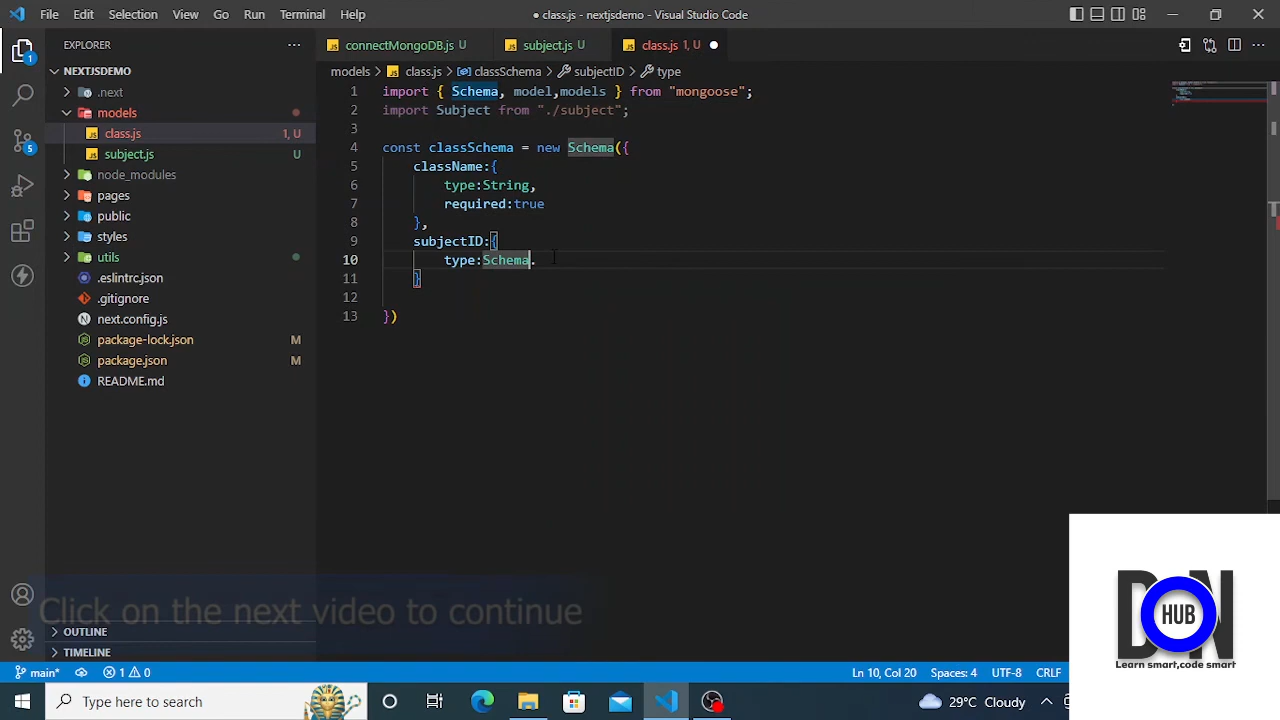 File Edit Selection View Go Run Terminal Help
● class.js - nextjsdemo - Visual Studio Code
EXPLORER
NEXTJSDEMO
.next
models
class.js 1, U
subject.js U
node_modules
pages
public
styles
utils
.eslintrc.json
.gitignore
next.config.js
package-lock.json M
package.json M
README.md
OUTLINE
TIMELINE
1
5
connectMongoDB.js U
subject.js U
class.js 1, U
models > class.js > classSchema > subjectID > type
1 import { Schema, model,models } from "mongoose";
2 import Subject from "./subject";
3
4 const classSchema = new Schema({
5 className:{
6 type:String,
7 required:true
8 },
9 subjectID:{
10 type:Schema.
11 }
12
13 })
Click on the next video to continue
D HUB N
Learn smart,code smart
main* 1 0
Ln 10, Col 20 Spaces: 4 UTF-8 CRLF
Type here to search
29°C Cloudy